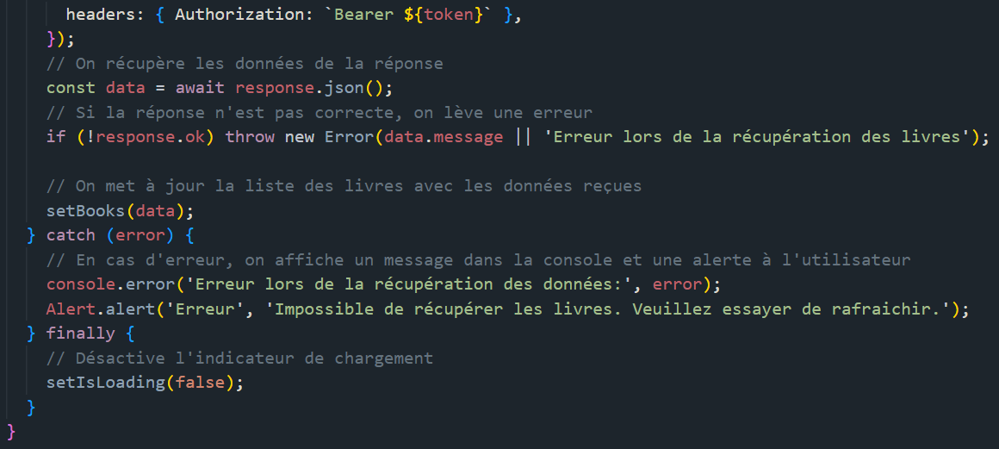 headers: { Authorization: `Bearer ${token}` },
});
// On récupère les données de la réponse
const data = await response.json();
// Si la réponse n'est pas correcte, on lève une erreur
if (!response.ok) throw new Error(data.message || 'Erreur lors de la récupération des livres');
// On met à jour la liste des livres avec les données reçues
setBooks(data);
} catch (error) {
// En cas d'erreur, on affiche un message dans la console et une alerte à l'utilisateur
console.error('Erreur lors de la récupération des données:', error);
Alert.alert('Erreur', 'Impossible de récupérer les livres. Veuillez essayer de rafraichir.');
} finally {
// Désactive l'indicateur de chargement
setIsLoading(false);
}
}